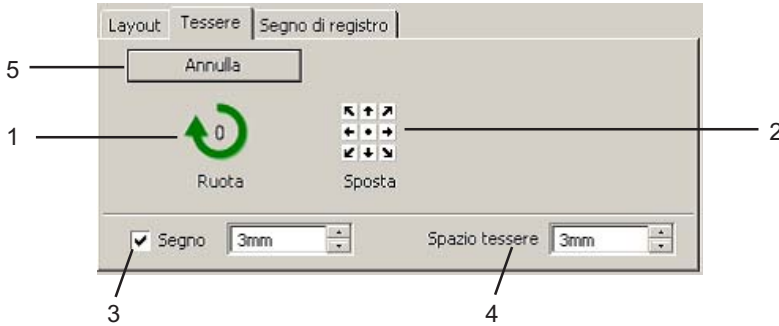 Layout Tessere Segno di registro
5 Annulla
1 0 2
Ruota Sposta
Segno 3mm Spazio tessere 3mm
3 4